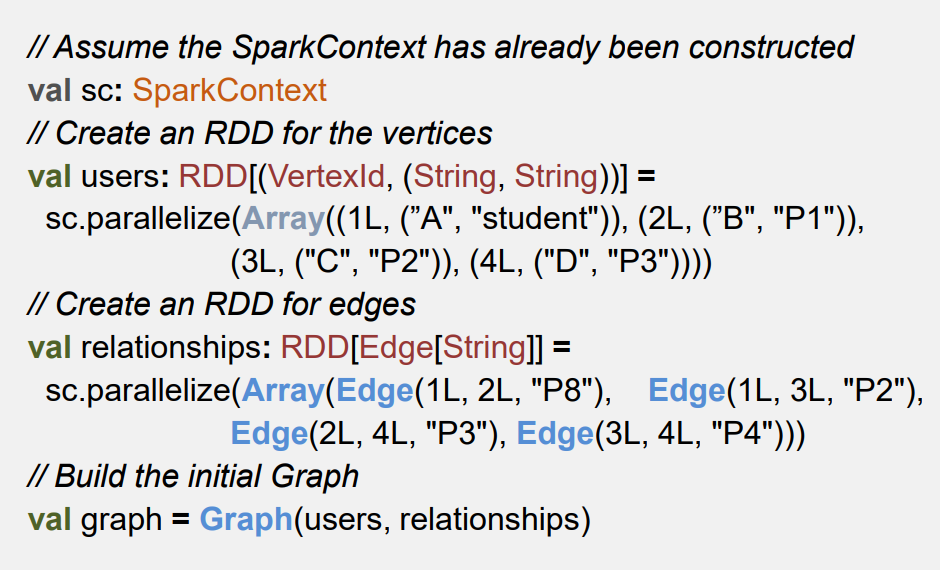 // Assume the SparkContext has already been constructed
val sc: SparkContext
// Create an RDD for the vertices
val users: RDD[(VertexId, (String, String))] =
sc.parallelize(Array((1L, (”A", "student")), (2L, (”B", "P1")),
(3L, ("C", "P2")), (4L, ("D", "P3"))))
// Create an RDD for edges
val relationships: RDD[Edge[String]] =
sc.parallelize(Array(Edge(1L, 2L, "P8"), Edge(1L, 3L, "P2"),
Edge(2L, 4L, "P3"), Edge(3L, 4L, "P4")))
// Build the initial Graph
val graph = Graph(users, relationships)